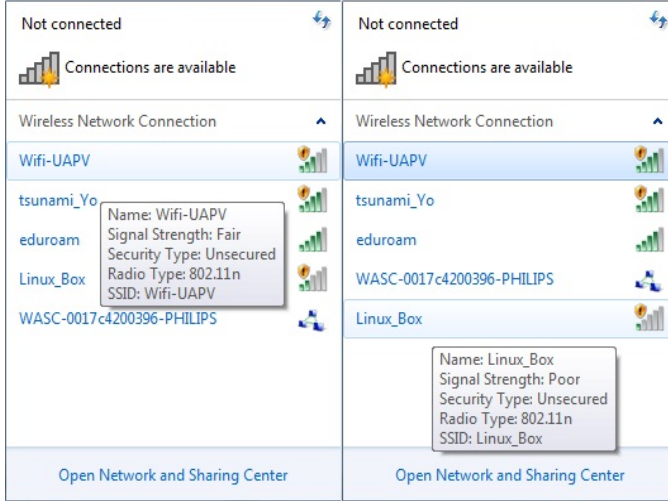 Not connected
Connections are available
Wireless Network Connection
Wifi-UAPV
tsunami_Yo
Name: Wifi-UAPV
Signal Strength: Fair
Security Type: Unsecured
Radio Type: 802.11n
SSID: Wifi-UAPV
eduroam
Linux_Box
WASC-0017c4200396-PHILIPS
Open Network and Sharing Center
Not connected
Connections are available
Wireless Network Connection
Wifi-UAPV
tsunami_Yo
eduroam
WASC-0017c4200396-PHILIPS
Linux_Box
Name: Linux_Box
Signal Strength: Poor
Security Type: Unsecured
Radio Type: 802.11n
SSID: Linux_Box
Open Network and Sharing Center